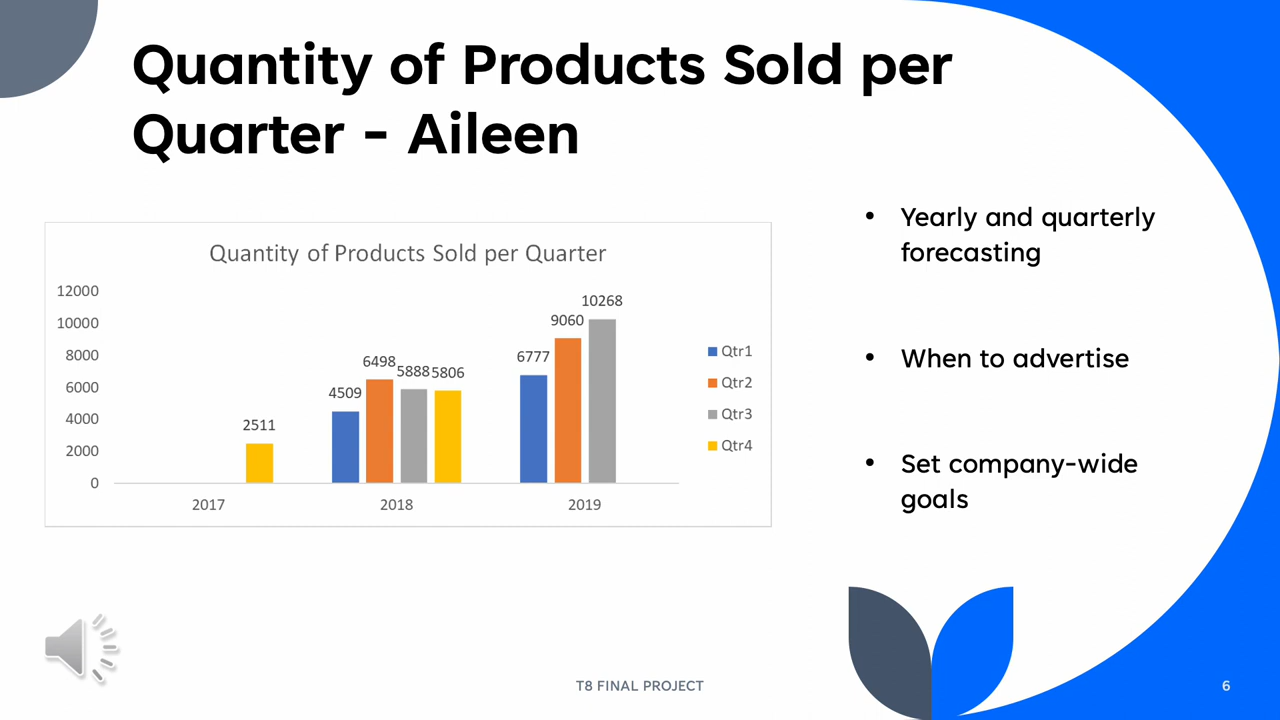 Quantity of Products Sold per
Quarter - Aileen
Quantity of Products Sold per Quarter
12000
10000
8000
6000
4000
2000
0
2511
4509
6498
5888
5806
6777
9060
10268
2017
2018
2019
Qtr1
Qtr2
Qtr3
Qtr4
• Yearly and quarterly
forecasting
• When to advertise
• Set company-wide
goals
T8 FINAL PROJECT
6